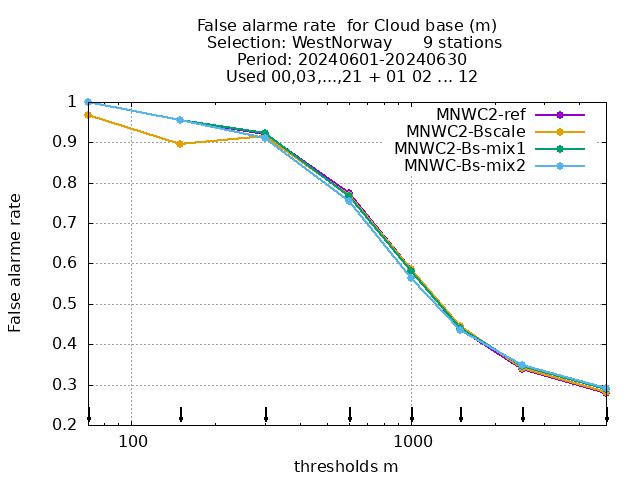 False alarme rate  for Cloud base (m)
Selection: WestNorway      9 stations
Period: 20240601-20240630
Used 00,03,...,21 + 01 02 ... 12
MNWC2-ref
MNWC2-Bscale
MNWC2-Bs-mix1
MNWC-Bs-mix2
False alarme rate
1
0.9
0.8
0.7
0.6
0.5
0.4
0.3
0.2
100
1000
thresholds m